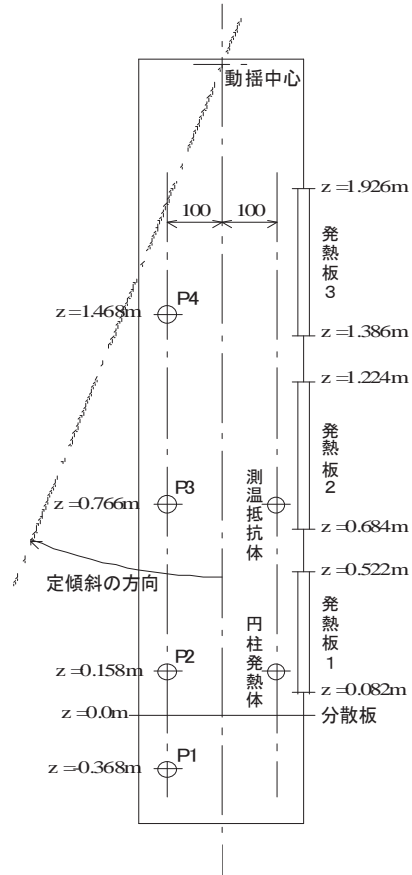 動揺中心
z=1.926m
100 100
発熱板3
P4
z=1.468m
z=1.386m
z=1.224m
発熱板2
測温抵抗体
P3
z=0.766m
z=0.684m
z=0.522m
定傾斜の方向
発熱板1
円柱発熱体
P2
z=0.158m
z=0.082m
z=0.0m
分散板
P1
z=-0.368m